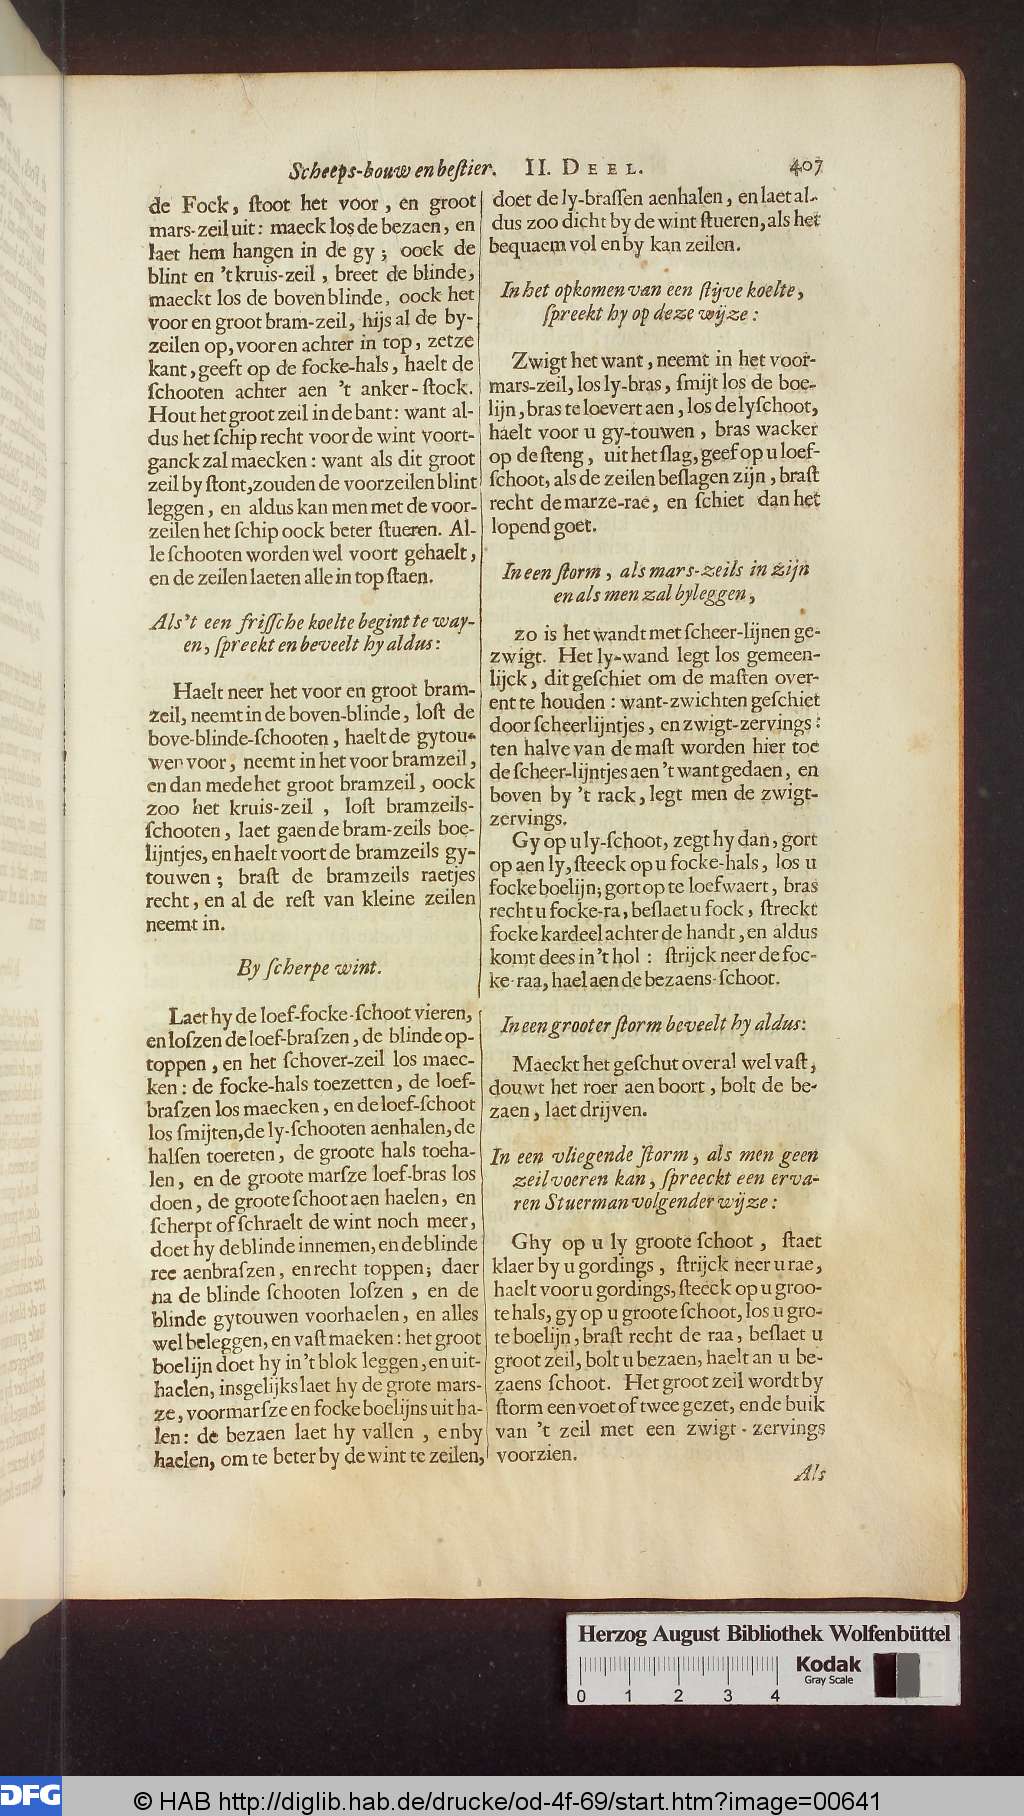 Scheeps-bouw en beſtier. II. DEEL. 407
de Fock, ſtoot het voor, en groot
mars-zeil uit: maeck los de bezaen, en
laet hem hangen in de gy; oock de
blint en 't kruis-zeil, breet de blinde,
maeckt los de boven blinde, oock het
voor en groot bram-zeil, hijs al de by-
zeilen op, voor en achter in top, zetze
kant, geeft op de focke-hals, haelt de
ſchooten achter aen 't anker-ſtock.
Hout het groot zeil in de bant: want al-
dus het ſchip recht voor de wint voort-
ganck zal maecken: want als dit groot
zeil by ſtont, zouden de voorzeilen blint
leggen, en aldus kan men met de voor-
zeilen het ſchip oock beter ſtueren. Al-
le ſchooten worden wel voort gehaelt,
en de zeilen laeten alle in top ſtaen.
Als 't een friſſche koelte begint te way-
en, ſpreekt en beveelt hy aldus:
Haelt neer het voor en groot bram-
zeil, neemt in de boven-blinde, loſt de
bove-blinde-ſchooten, haelt de gytou-
wen voor, neemt in het voor bramzeil,
en dan mede het groot bramzeil, oock
zoo het kruis-zeil, loſt bramzeils-
ſchooten, laet gaen de bram-zeils boe-
lijntjes, en haelt voort de bramzeils gy-
touwen; braſt de bramzeils raetjes
recht, en al de reſt van kleine zeilen
neemt in.
By ſcherpe wint.
Laet hy de loef-focke-ſchoot vieren,
en loſzen de loef-braſzen, de blinde op-
toppen, en het ſchover-zeil los maec-
ken: de focke-hals toezetten, de loef-
braſzen los maecken, en de loef-ſchoot
los ſmijten, de ly-ſchooten aenhalen, de
halſen toereten, de groote hals toeha-
len, en de groote marſze loef-bras los
doen, de groote ſchoot aen haelen, en
ſcherpt of ſchraelt de wint noch meer,
doet hy de blinde innemen, en de blinde
ree aenbraſzen, en recht toppen; daer
na de blinde ſchooten loſzen, en de
blinde gytouwen voorhaelen, en alles
wel beleggen, en vaſt maeken: het groot
boelijn doet hy in 't blok leggen, en uit-
haelen, insgelijks laet hy de grote mars-
ze, voormarſze en focke boelijns uit ha-
len: de bezaen laet hy vallen, en by
haelen, om te beter by de wint te zeilen,
doet de ly-braſſen aenhalen, en laet al-
dus zoo dicht by de wint ſtueren, als het
bequaem vol en by kan zeilen.
In het opkomen van een ſtijve koelte,
ſpreekt hy op deze wijze:
Zwigt het want, neemt in het voor-
mars-zeil, los ly-bras, ſmijt los de boe-
lijn, bras te loevert aen, los de lyſchoot,
haelt voor u gy-touwen, bras wacker
op de ſteng, uit het ſlag, geef op u loef-
ſchoot, als de zeilen beſlagen zijn, braſt
recht de marze-rae, en ſchiet dan het
lopend goet.
In een ſtorm, als mars-zeils in zijn
en als men zal byleggen,
zo is het wandt met ſcheer-lijnen ge-
zwigt. Het ly-wand legt los gemeen-
lijck, dit geſchiet om de maſten over-
ent te houden: want-zwichten geſchiet
door ſcheerlijntjes, en zwigt-zervings:
ten halve van de maſt worden hier toe
de ſcheer-lijntjes aen 't want gedaen, en
boven by 't rack, legt men de zwigt-
zervings.
Gy op u ly-ſchoot, zegt hy dan, gort
op aen ly, ſteeck op u focke-hals, los u
focke boelijn; gort op te loefwaert, bras
recht u focke-ra, beſlaet u fock, ſtreckt
focke kardeel achter de handt, en aldus
komt dees in 't hol: ſtrijck neer de foc-
ke-raa, hael aen de bezaens-ſchoot.
In een grooter ſtorm beveelt hy aldus:
Maeckt het geſchut overal wel vaſt,
douwt het roer aen boort, bolt de be-
zaen, laet drijven.
In een vliegende ſtorm, als men geen
zeil voeren kan, ſpreeckt een erva-
ren Stuerman volgender wijze:
Ghy op u ly groote ſchoot, ſtaet
klaer by u gordings, ſtrijck neer u rae,
haelt voor u gordings, ſteeck op u groo-
te hals, gy op u groote ſchoot, los u gro-
te boelijn, braſt recht de raa, beſlaet u
groot zeil, bolt u bezaen, haelt an u be-
zaens ſchoot. Het groot zeil wordt by
ſtorm een voet of twee gezet, en de buik
van 't zeil met een zwigt-zervings
voorzien.
Als
Herzog August Bibliothek Wolfenbüttel
Kodak
Gray Scale
0 1 2 3 4
DFG © HAB http://diglib.hab.de/drucke/od-4f-69/start.htm?image=00641